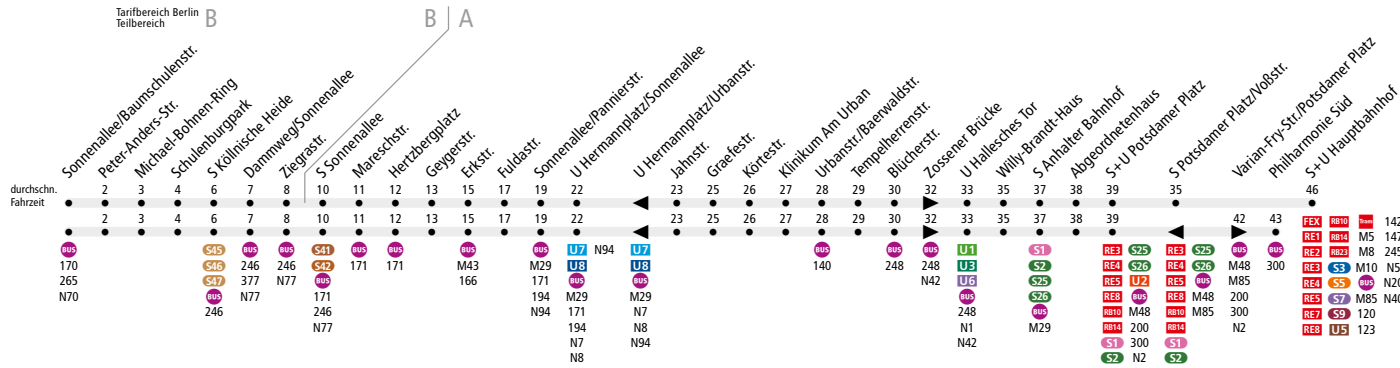 Tarifbereich Berlin
Teilbereich
B
B
A
Sonnenallee/Baumschulenstr.
Peter-Anders-Str.
Michael-Bohnen-Ring
Schulenburgpark
S Köllnische Heide
Dammweg/Sonnenallee
Ziegrastr.
S Sonnenallee
Mareschstr.
Hertzbergplatz
Geygerstr.
Erkstr.
Fuldastr.
Sonnenallee/Pannierstr.
U Hermannplatz/Sonnenallee
U Hermannplatz/Urbanstr.
Jahnstr.
Graefestr.
Körtestr.
Klinikum Am Urban
Urbanstr./Baerwaldstr.
Tempelherrenstr.
Blücherstr.
Zossener Brücke
U Hallesches Tor
Willy-Brandt-Haus
S Anhalter Bahnhof
Abgeordnetenhaus
S+U Potsdamer Platz
S Potsdamer Platz/Voßstr.
Varian-Fry-Str./Potsdamer Platz
Philharmonie Süd
S+U Hauptbahnhof
durchschn.
Fahrzeit
2 3 4 6 7 8 10 11 12 13 15 17 19 22 23 25 26 27 28 29 30 32 33 35 37 38 39 35 46
2 3 4 6 7 8 10 11 12 13 15 17 19 22 23 25 26 27 28 29 30 32 33 35 37 38 39 42 43
BUS
170
265
N70
S45
S46
S47
BUS
246
BUS
246
377
N77
BUS
246
N77
S41
S42
BUS
171
246
N77
BUS
171
BUS
171
BUS
M43
166
BUS
M29
171
194
N94
U7 N94
U8
BUS
M29
171
194
N7
N8
U7
U8
BUS
M29
N7
N8
N94
BUS
140
BUS
248
BUS
248
N42
U1
U3
U6
BUS
248
N1
N42
S1
S2
S25
S26
BUS
M29
RE3 S25
RE4 S26
RE5 U2
RE8 BUS
RB10 M48
RB14 200
S1 300
S2 N2
RE3 S25
RE4 S26
RE5 BUS
RE8 M48
RB10 M85
RB14
S1
S2
BUS
M48
M85
200
300
N2
BUS
300
FEX RB10 Tram 142
RE1 RB14 M5 147
RE2 RB23 M8 245
RE3 S3 M10 N5
RE4 S5 BUS N20
RE5 S7 M85 N40
RE7 S9 120
RE8 U5 123